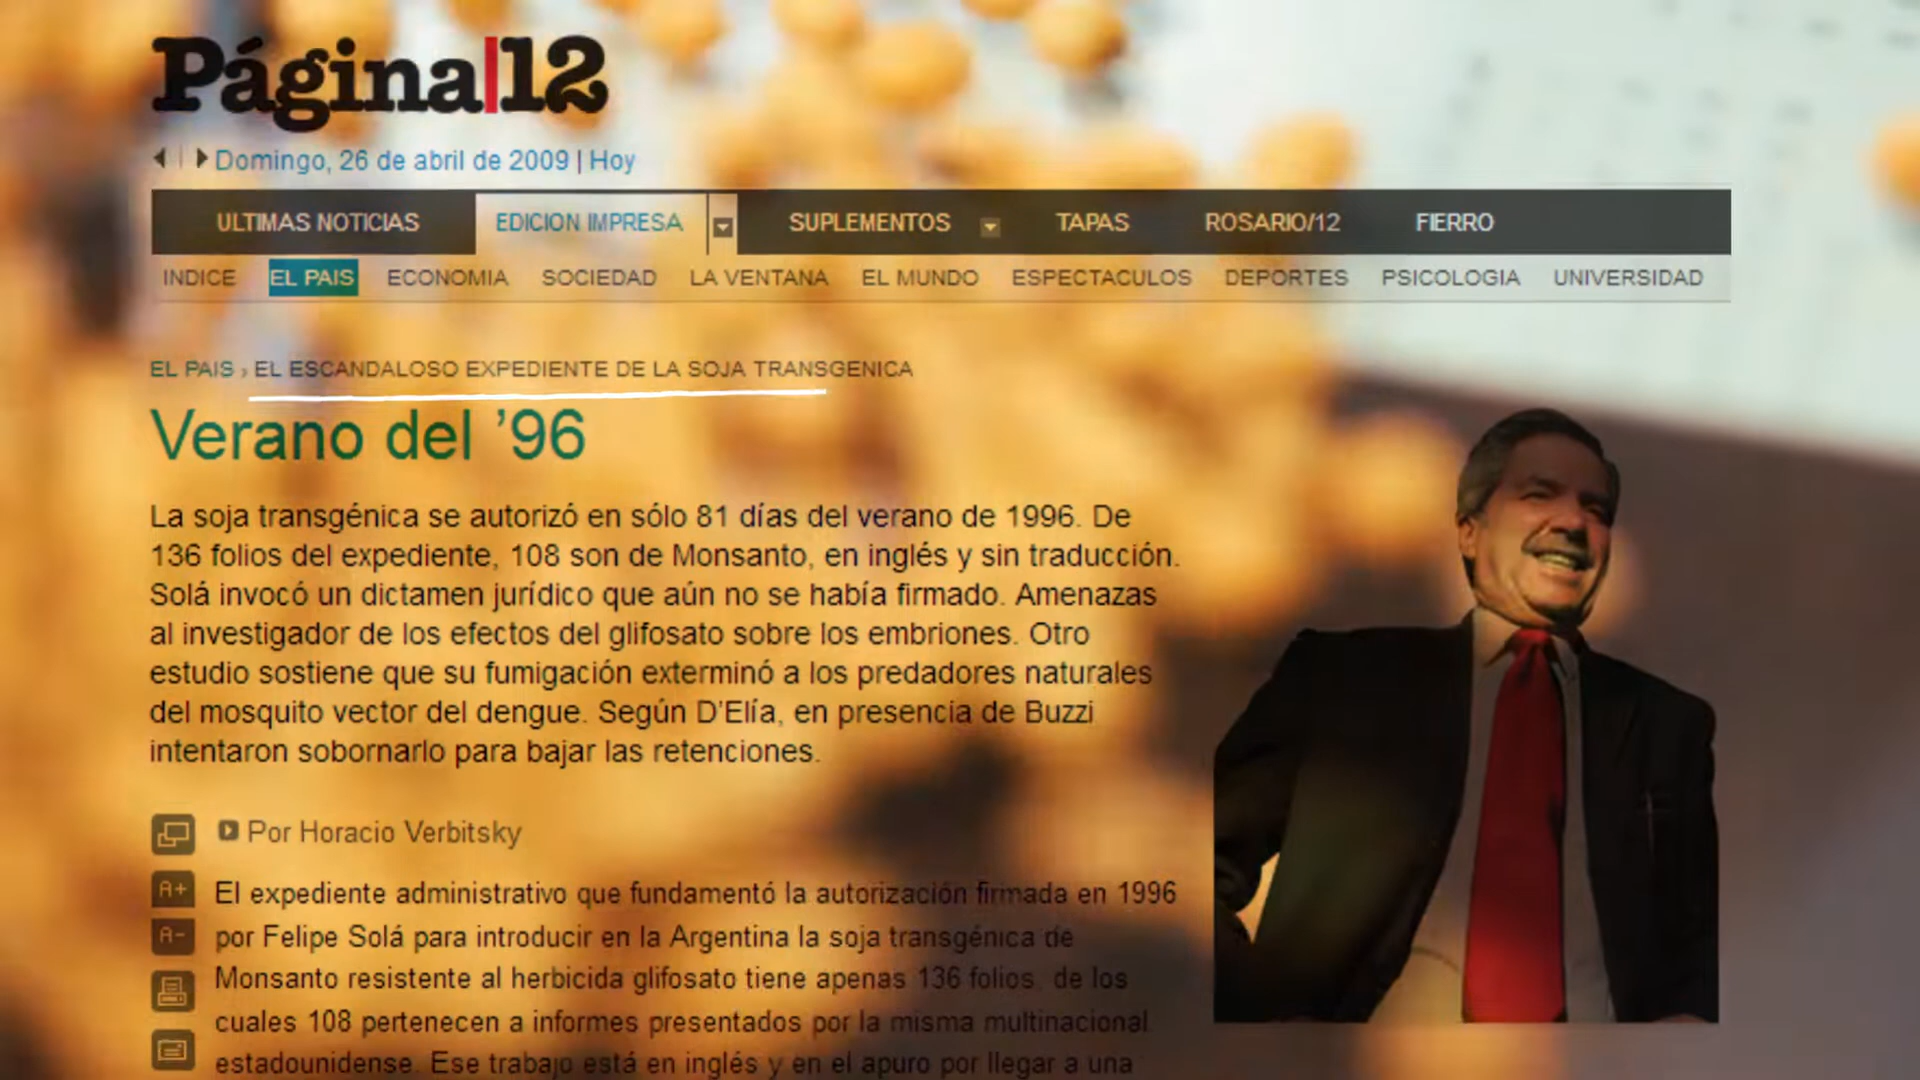 Página|12
Domingo, 26 de abril de 2009 | Hoy
ULTIMAS NOTICIAS EDICION IMPRESA SUPLEMENTOS TAPAS ROSARIO/12 FIERRO
INDICE EL PAIS ECONOMIA SOCIEDAD LA VENTANA EL MUNDO ESPECTACULOS DEPORTES PSICOLOGIA UNIVERSIDAD
EL PAIS › EL ESCANDALOSO EXPEDIENTE DE LA SOJA TRANSGENICA
Verano del ’96
La soja transgénica se autorizó en sólo 81 días del verano de 1996. De
136 folios del expediente, 108 son de Monsanto, en inglés y sin traducción.
Solá invocó un dictamen jurídico que aún no se había firmado. Amenazas
al investigador de los efectos del glifosato sobre los embriones. Otro
estudio sostiene que su fumigación exterminó a los predadores naturales
del mosquito vector del dengue. Según D’Elía, en presencia de Buzzi
intentaron sobornarlo para bajar las retenciones.
Por Horacio Verbitsky
A+
A-
El expediente administrativo que fundamentó la autorización firmada en 1996
por Felipe Solá para introducir en la Argentina la soja transgénica de
Monsanto resistente al herbicida glifosato tiene apenas 136 folios, de los
cuales 108 pertenecen a informes presentados por la misma multinacional
estadounidense. Ese trabajo está en inglés y en el apuro por llegar a una